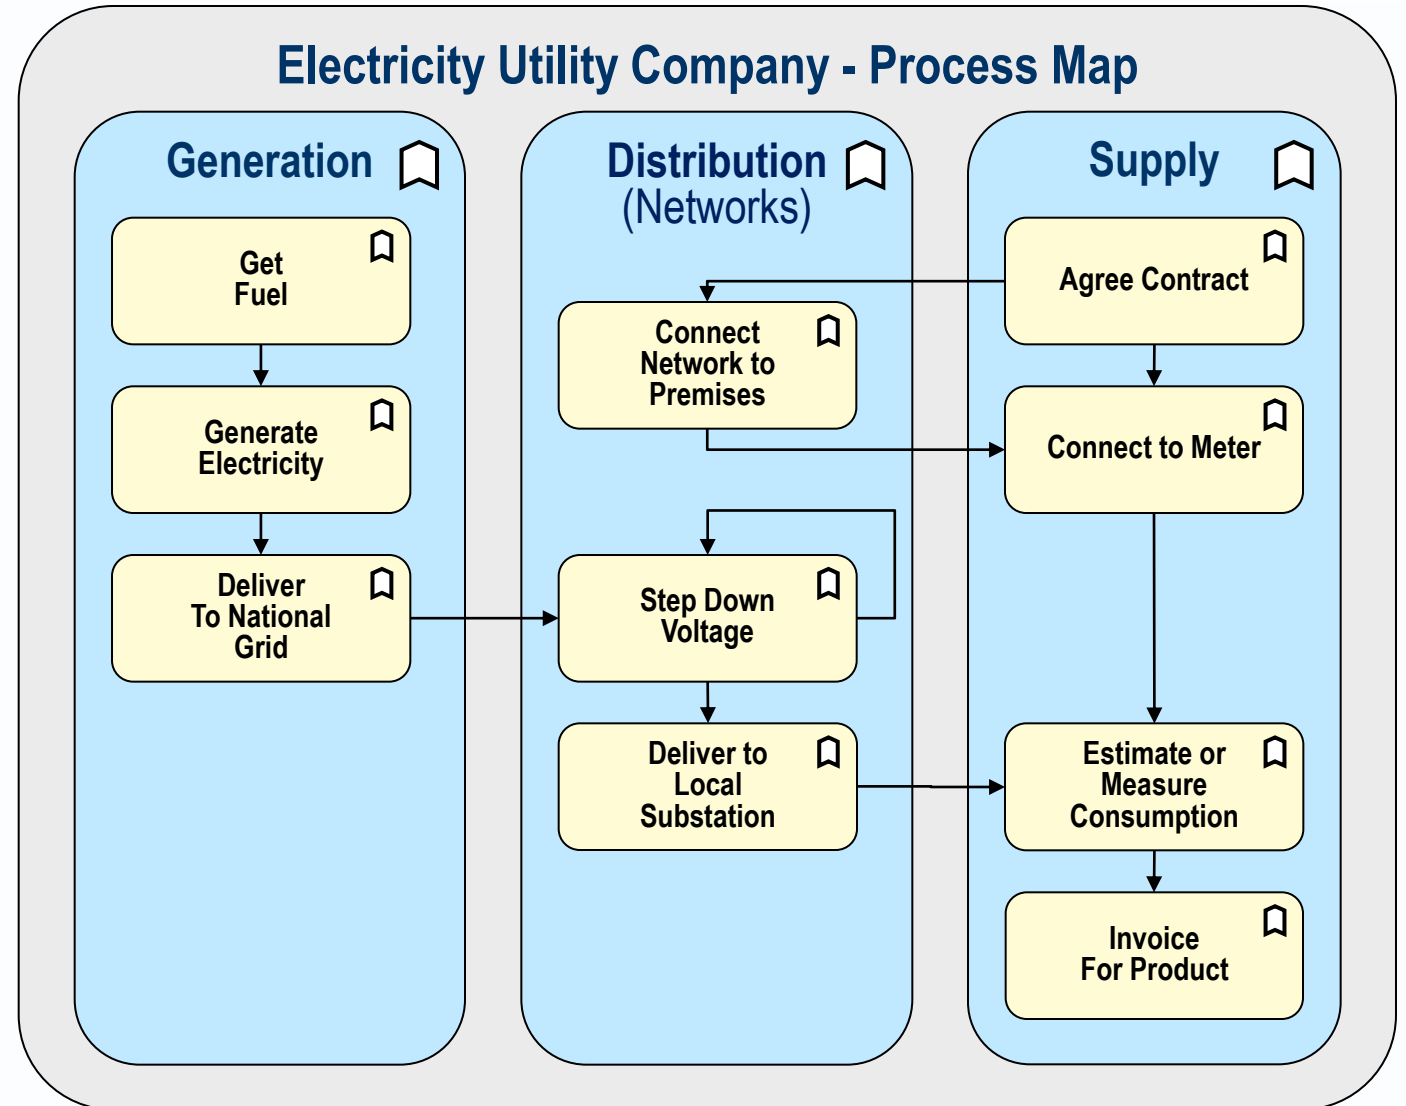 Electricity Utility Company - Process Map
Generation
Get
Fuel
Generate
Electricity
Deliver
To National
Grid
Distribution
(Networks)
Connect
Network to
Premises
Step Down
Voltage
Deliver to
Local
Substation
Supply
Agree Contract
Connect to Meter
Estimate or
Measure
Consumption
Invoice
For Product